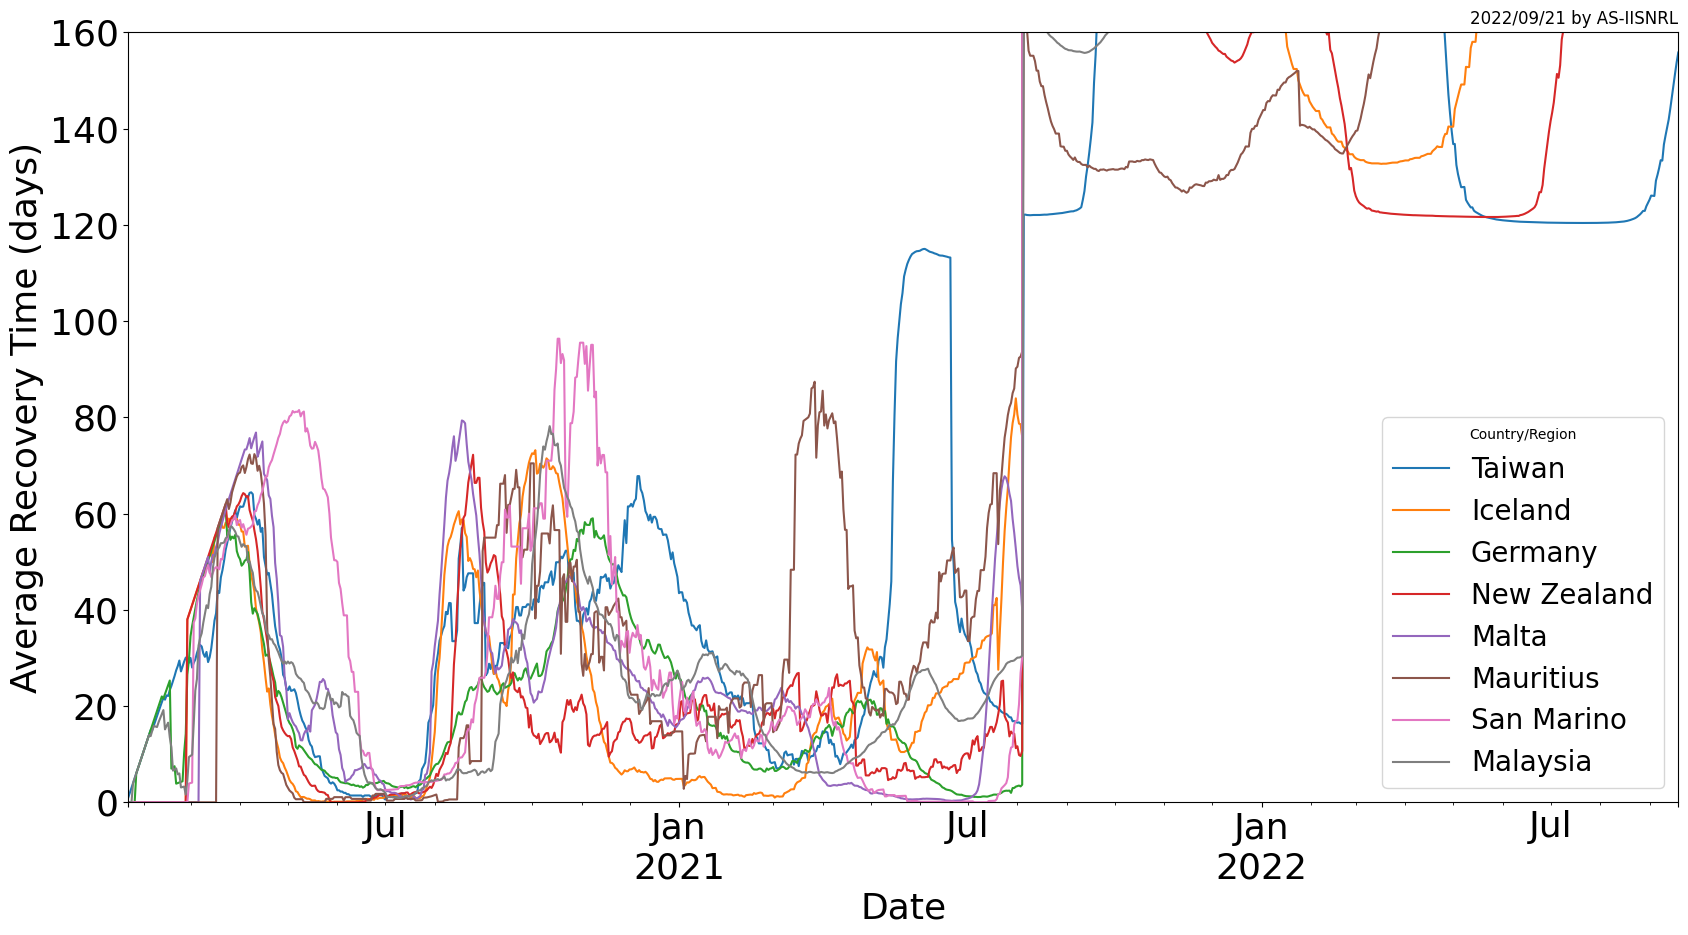 2022/09/21 by AS-IISNRL
160
140
120
100
80
60
40
20
0
Average Recovery Time (days)
Country/Region
Taiwan
Iceland
Germany
New Zealand
Malta
Mauritius
San Marino
Malaysia
Jul
Jan
2021
Jul
Jan
2022
Jul
Date